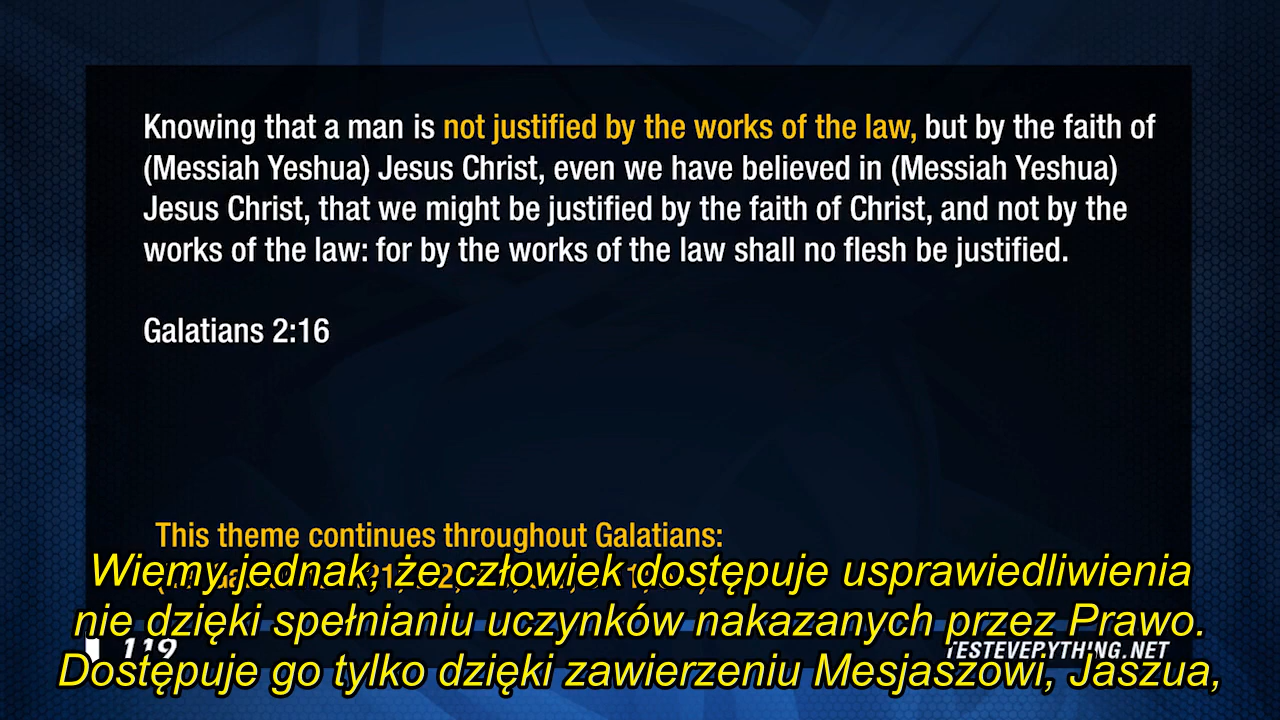 Knowing that a man is not justified by the works of the law, but by the faith of
(Messiah Yeshua) Jesus Christ, even we have believed in (Messiah Yeshua)
Jesus Christ, that we might be justified by the faith of Christ, and not by the
works of the law: for by the works of the law shall no flesh be justified.
Galatians 2:16
This theme continues throughout Galatians:
Wiemy jednak, że człowiek dostępuje usprawiedliwienia
nie dzięki spełnianiu uczynków nakazanych przez Prawo.
119 TESTEVERYTHING.NET
Dostępuje go tylko dzięki zawierzeniu Mesjaszowi, Jaszua,